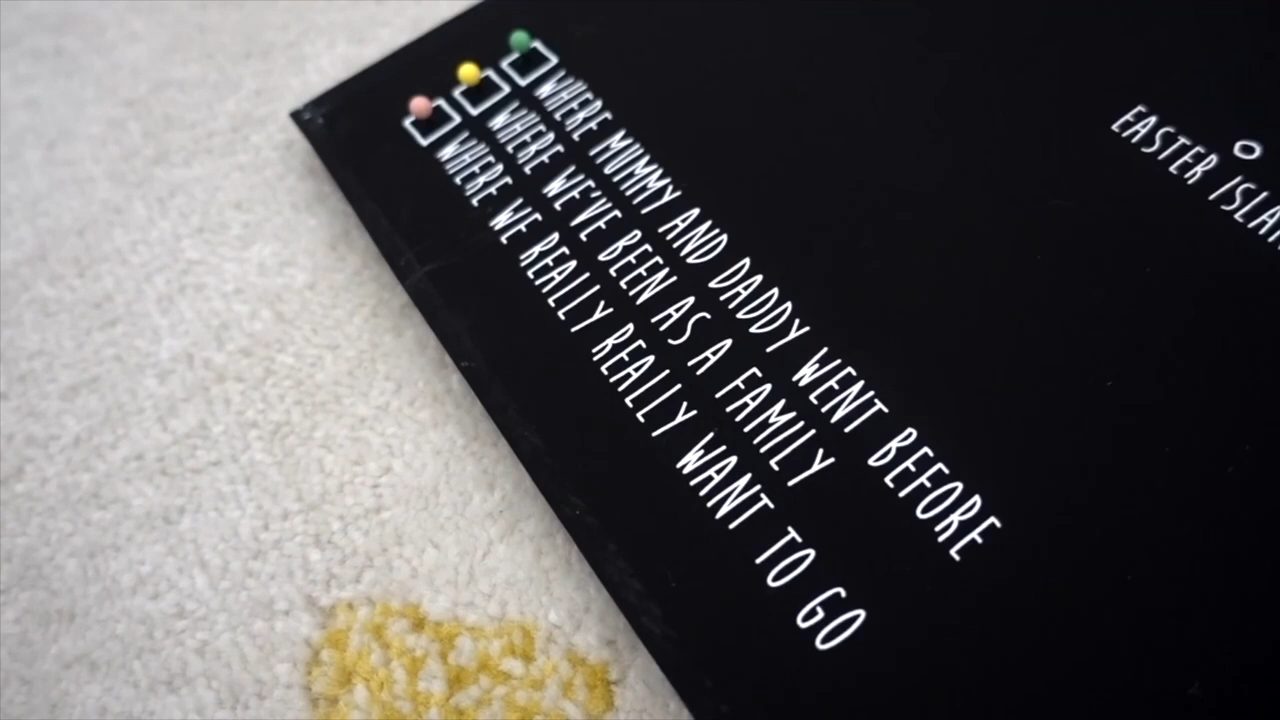 WHERE MUMMY AND DADDY WENT BEFORE
WHERE WE'VE BEEN AS A FAMILY
WHERE WE REALLY REALLY WANT TO GO
EASTER